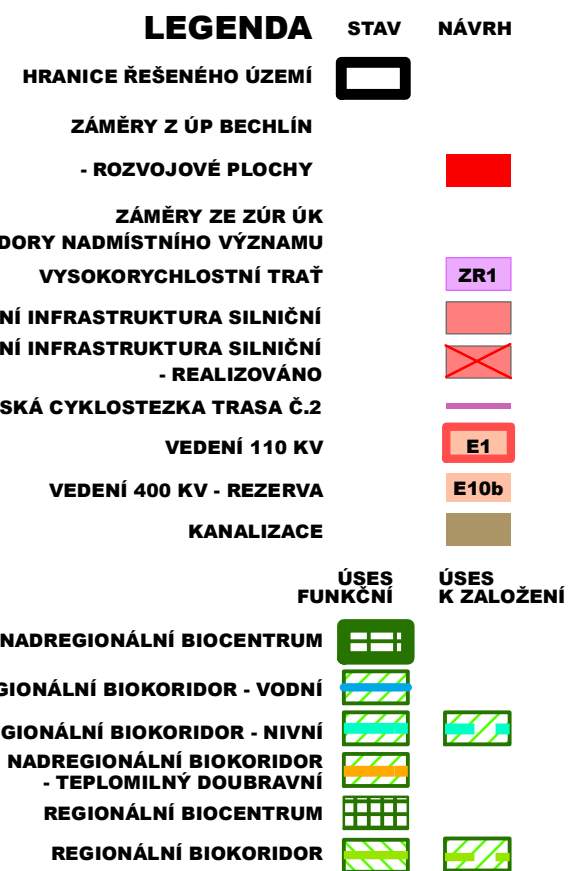 LEGENDA STAV NÁVRH
HRANICE ŘEŠENÉHO ÚZEMÍ
ZÁMĚRY Z ÚP BECHLÍN
- ROZVOJOVÉ PLOCHY
ZÁMĚRY ZE ZÚR ÚK
DORY NADMÍSTNÍHO VÝZNAMU
VYSOKORYCHLOSTNÍ TRAŤ ZR1
NÍ INFRASTRUKTURA SILNIČNÍ
NÍ INFRASTRUKTURA SILNIČNÍ
- REALIZOVÁNO
SKÁ CYKLOSTEZKA TRASA Č.2
VEDENÍ 110 KV E1
VEDENÍ 400 KV - REZERVA E10b
KANALIZACE
ÚSES ÚSES
FUNKČNÍ K ZALOŽENÍ
NADREGIONÁLNÍ BIOCENTRUM
GIONÁLNÍ BIOKORIDOR - VODNÍ
GIONÁLNÍ BIOKORIDOR - NIVNÍ
NADREGIONÁLNÍ BIOKORIDOR
- TEPLOMILNÝ DOUBRAVNÍ
REGIONÁLNÍ BIOCENTRUM
REGIONÁLNÍ BIOKORIDOR